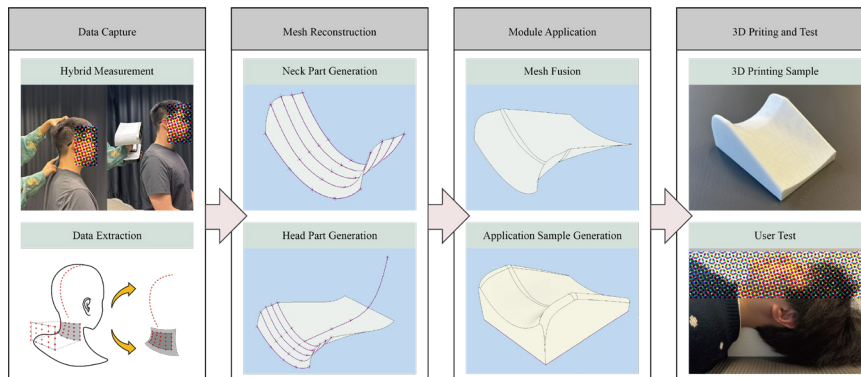 Data Capture
Mesh Reconstruction
Module Application
3D Priting and Test
Hybrid Measurement
Neck Part Generation
Mesh Fusion
3D Printing Sample
Data Extraction
Head Part Generation
Application Sample Generation
User Test